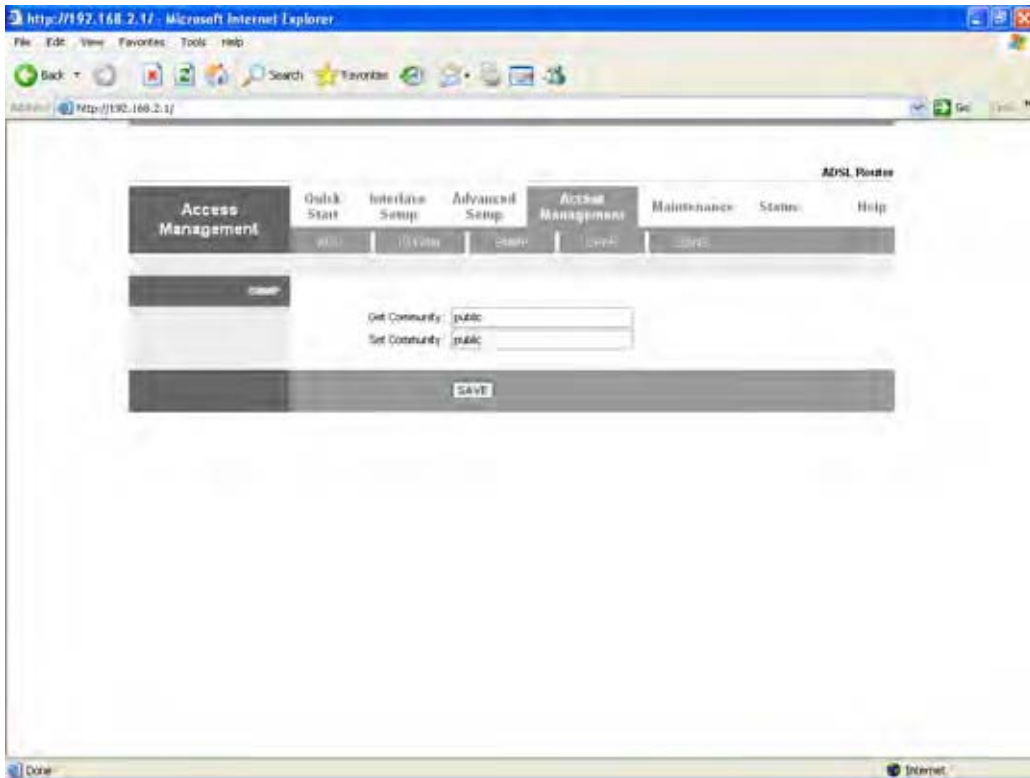 http://192.168.2.1/ - Microsoft Internet Explorer
File Edit View Favorites Tools Help
Back Search Favorites
Address http://192.168.2.1/ Go
ADSL Router
Access Management
Quick Start
Interface Setup
Advanced Setup
Access Management
Maintenance
Status
Help
SNMP
SNMP
Get Community : public
Set Community : public
SAVE
Done Internet